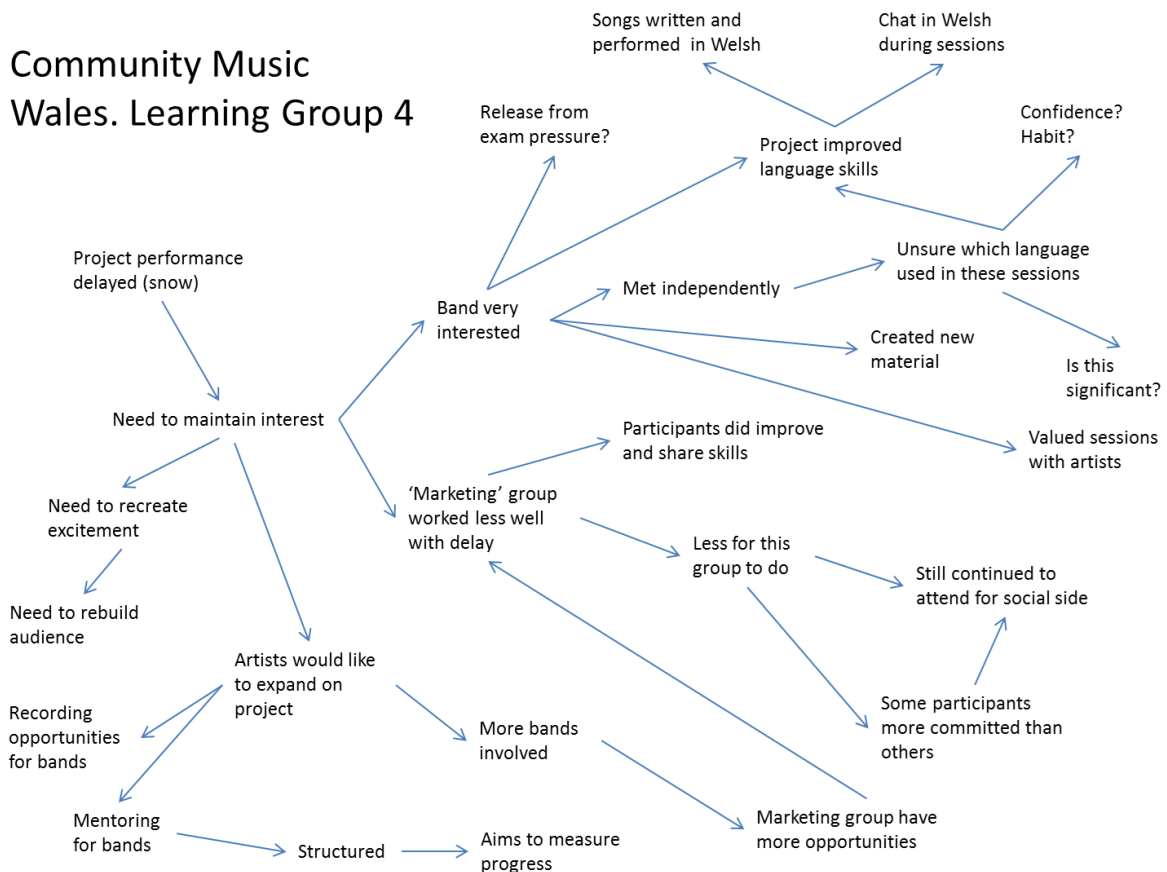 Community Music
Wales. Learning Group 4
Songs written and
performed in Welsh
Chat in Welsh
during sessions
Release from
exam pressure?
Project improved
language skills
Confidence?
Habit?
Project performance
delayed (snow)
Unsure which language
used in these sessions
Met independently
Band very
interested
Created new
material
Is this
significant?
Need to maintain interest
Participants did improve
and share skills
Valued sessions
with artists
Need to recreate
excitement
‘Marketing’ group
worked less well
with delay
Less for this
group to do
Still continued to
attend for social side
Need to rebuild
audience
Artists would like
to expand on
project
Some participants
more committed than
others
Recording
opportunities
for bands
More bands
involved
Mentoring
for bands
Structured
Aims to measure
progress
Marketing group have
more opportunities